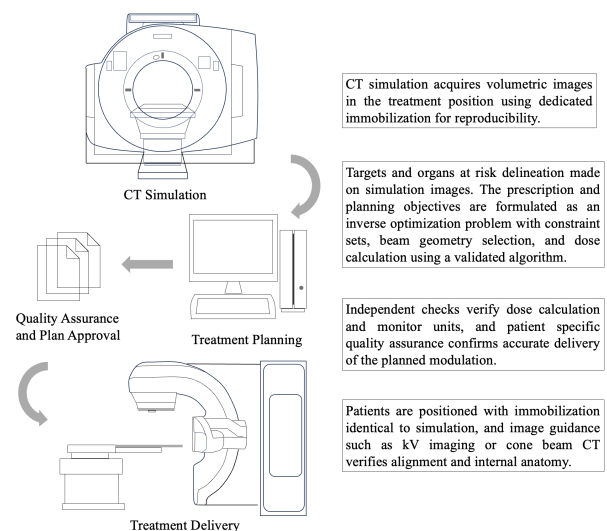 CT simulation acquires volumetric images
in the treatment position using dedicated
immobilization for reproducibility.
CT Simulation
Targets and organs at risk delineation made
on simulation images. The prescription and
planning objectives are formulated as an
inverse optimization problem with constraint
sets, beam geometry selection, and dose
calculation using a validated algorithm.
Quality Assurance
and Plan Approval
Treatment Planning
Independent checks verify dose calculation
and monitor units, and patient specific
quality assurance confirms accurate delivery
of the planned modulation.
Patients are positioned with immobilization
identical to simulation, and image guidance
such as kV imaging or cone beam CT
verifies alignment and internal anatomy.
Treatment Delivery